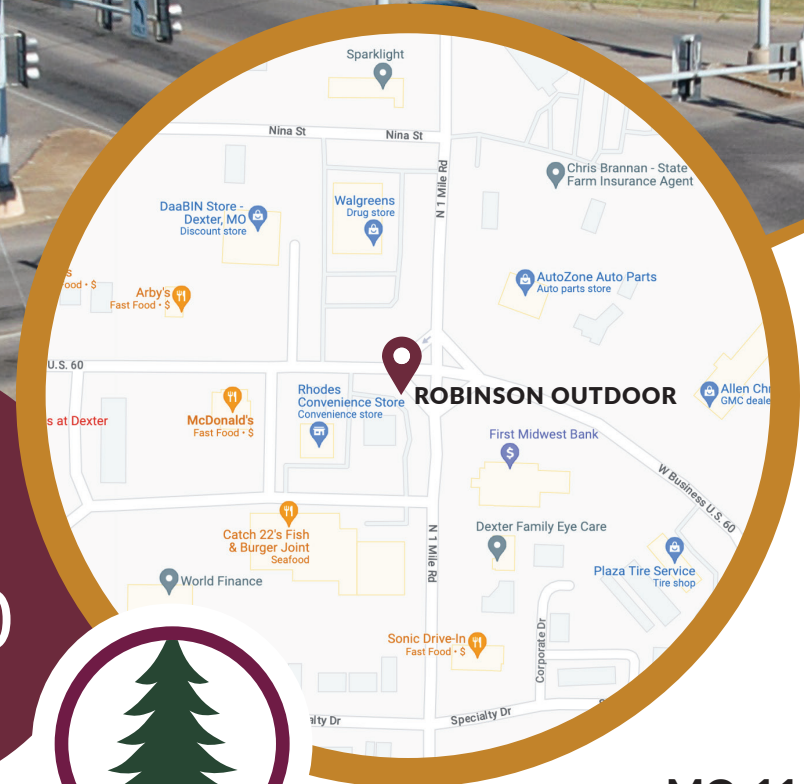 Sparklight
Nina St
Nina St
N 1 Mile Rd
Chris Brannan - State
Farm Insurance Agent
DaaBIN Store -
Dexter, MO
Discount store
Walgreens
Drug store
AutoZone Auto Parts
Auto parts store
s
ood • $
Arby's
Fast Food • $
U.S. 60
ROBINSON OUTDOOR
Rhodes
Convenience Store
Convenience store
Allen Ch
GMC deale
McDonald's
Fast Food • $
s at Dexter
First Midwest Bank
W Business U.S. 60
Catch 22's Fish
& Burger Joint
Seafood
N 1 Mile Rd
Dexter Family Eye Care
Plaza Tire Service
Tire shop
World Finance
Sonic Drive-In
Fast Food • $
Corporate Dr
alty Dr
Specialty Dr